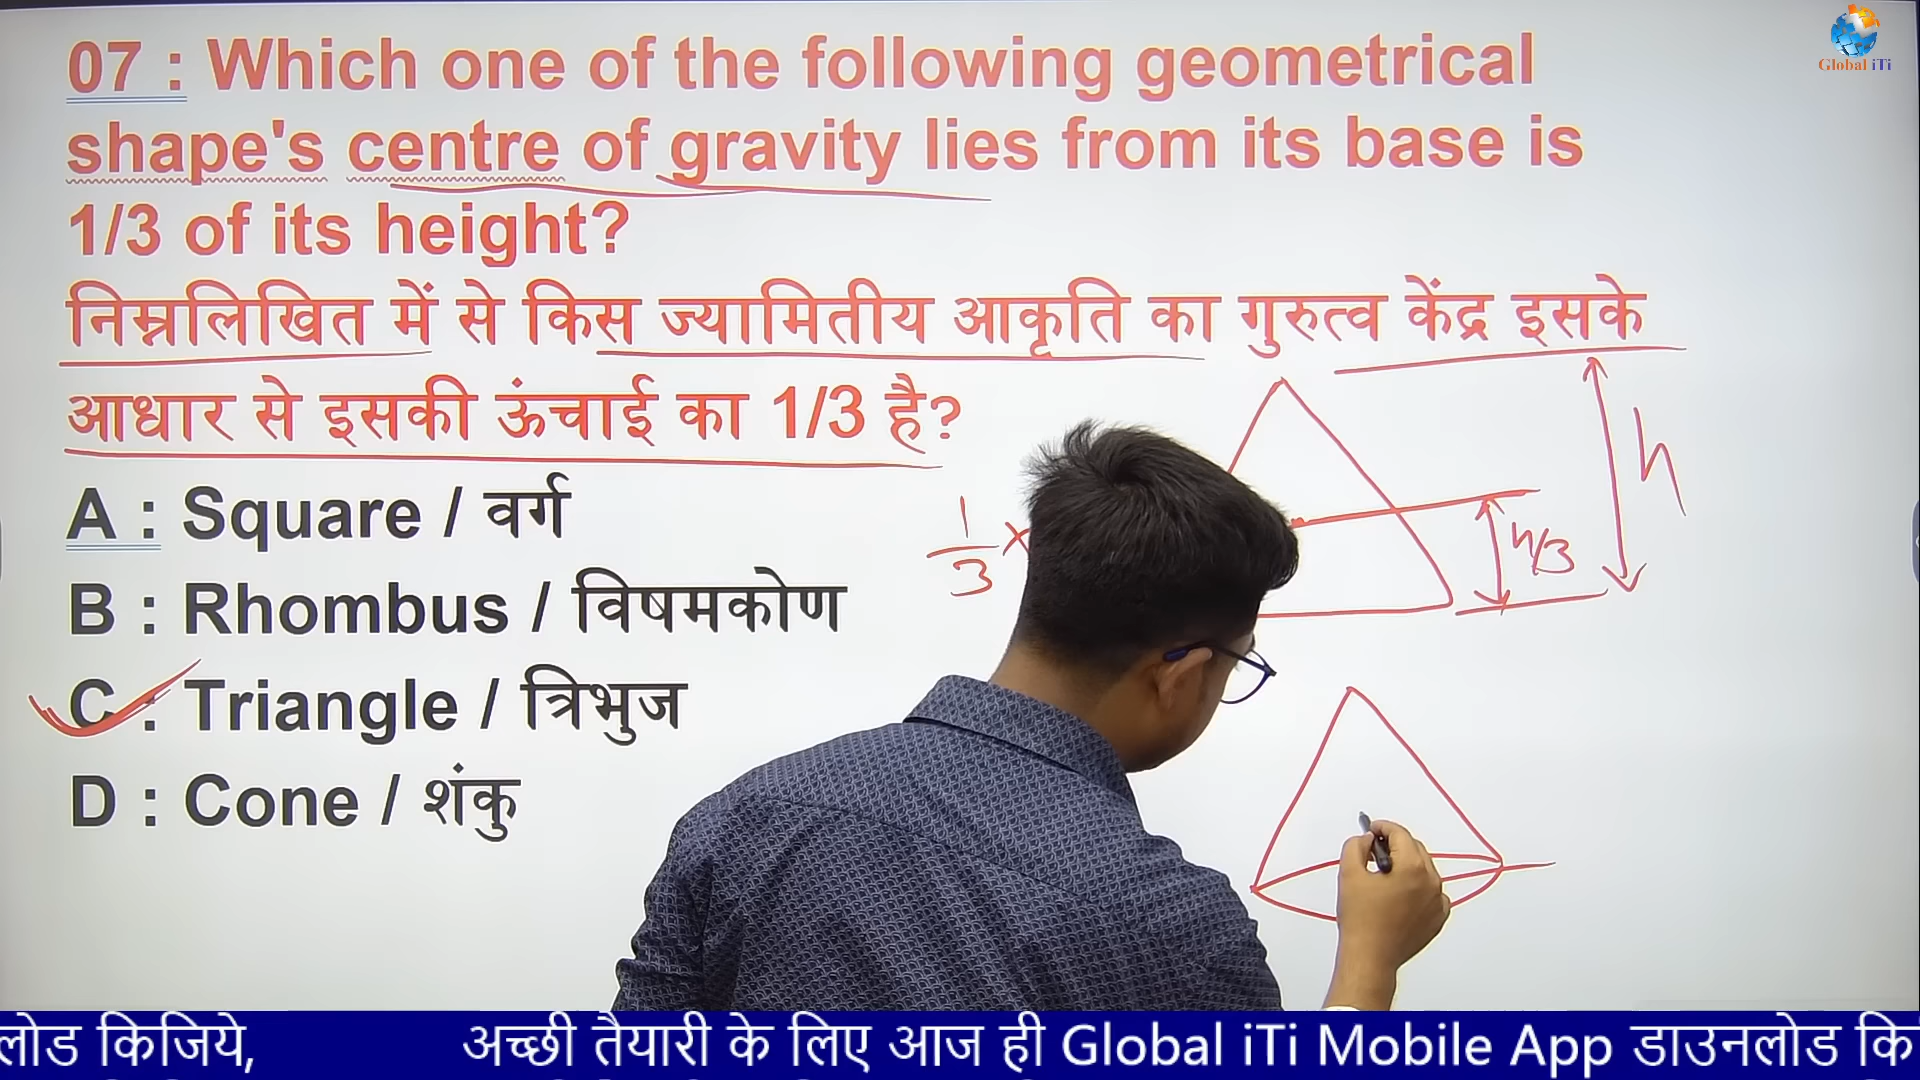 Global iTi
07 : Which one of the following geometrical
shape's centre of gravity lies from its base is
1/3 of its height?
निम्नलिखित में से किस ज्यामितीय आकृति का गुरुत्व केंद्र इसके
आधार से इसकी ऊंचाई का 1/3 है?
A : Square / वर्ग
B : Rhombus / विषमकोण
C : Triangle / त्रिभुज
D : Cone / शंकु
1/3 ×
h/3
h
लोड किजिये, अच्छी तैयारी के लिए आज ही Global iTi Mobile App डाउनलोड कि